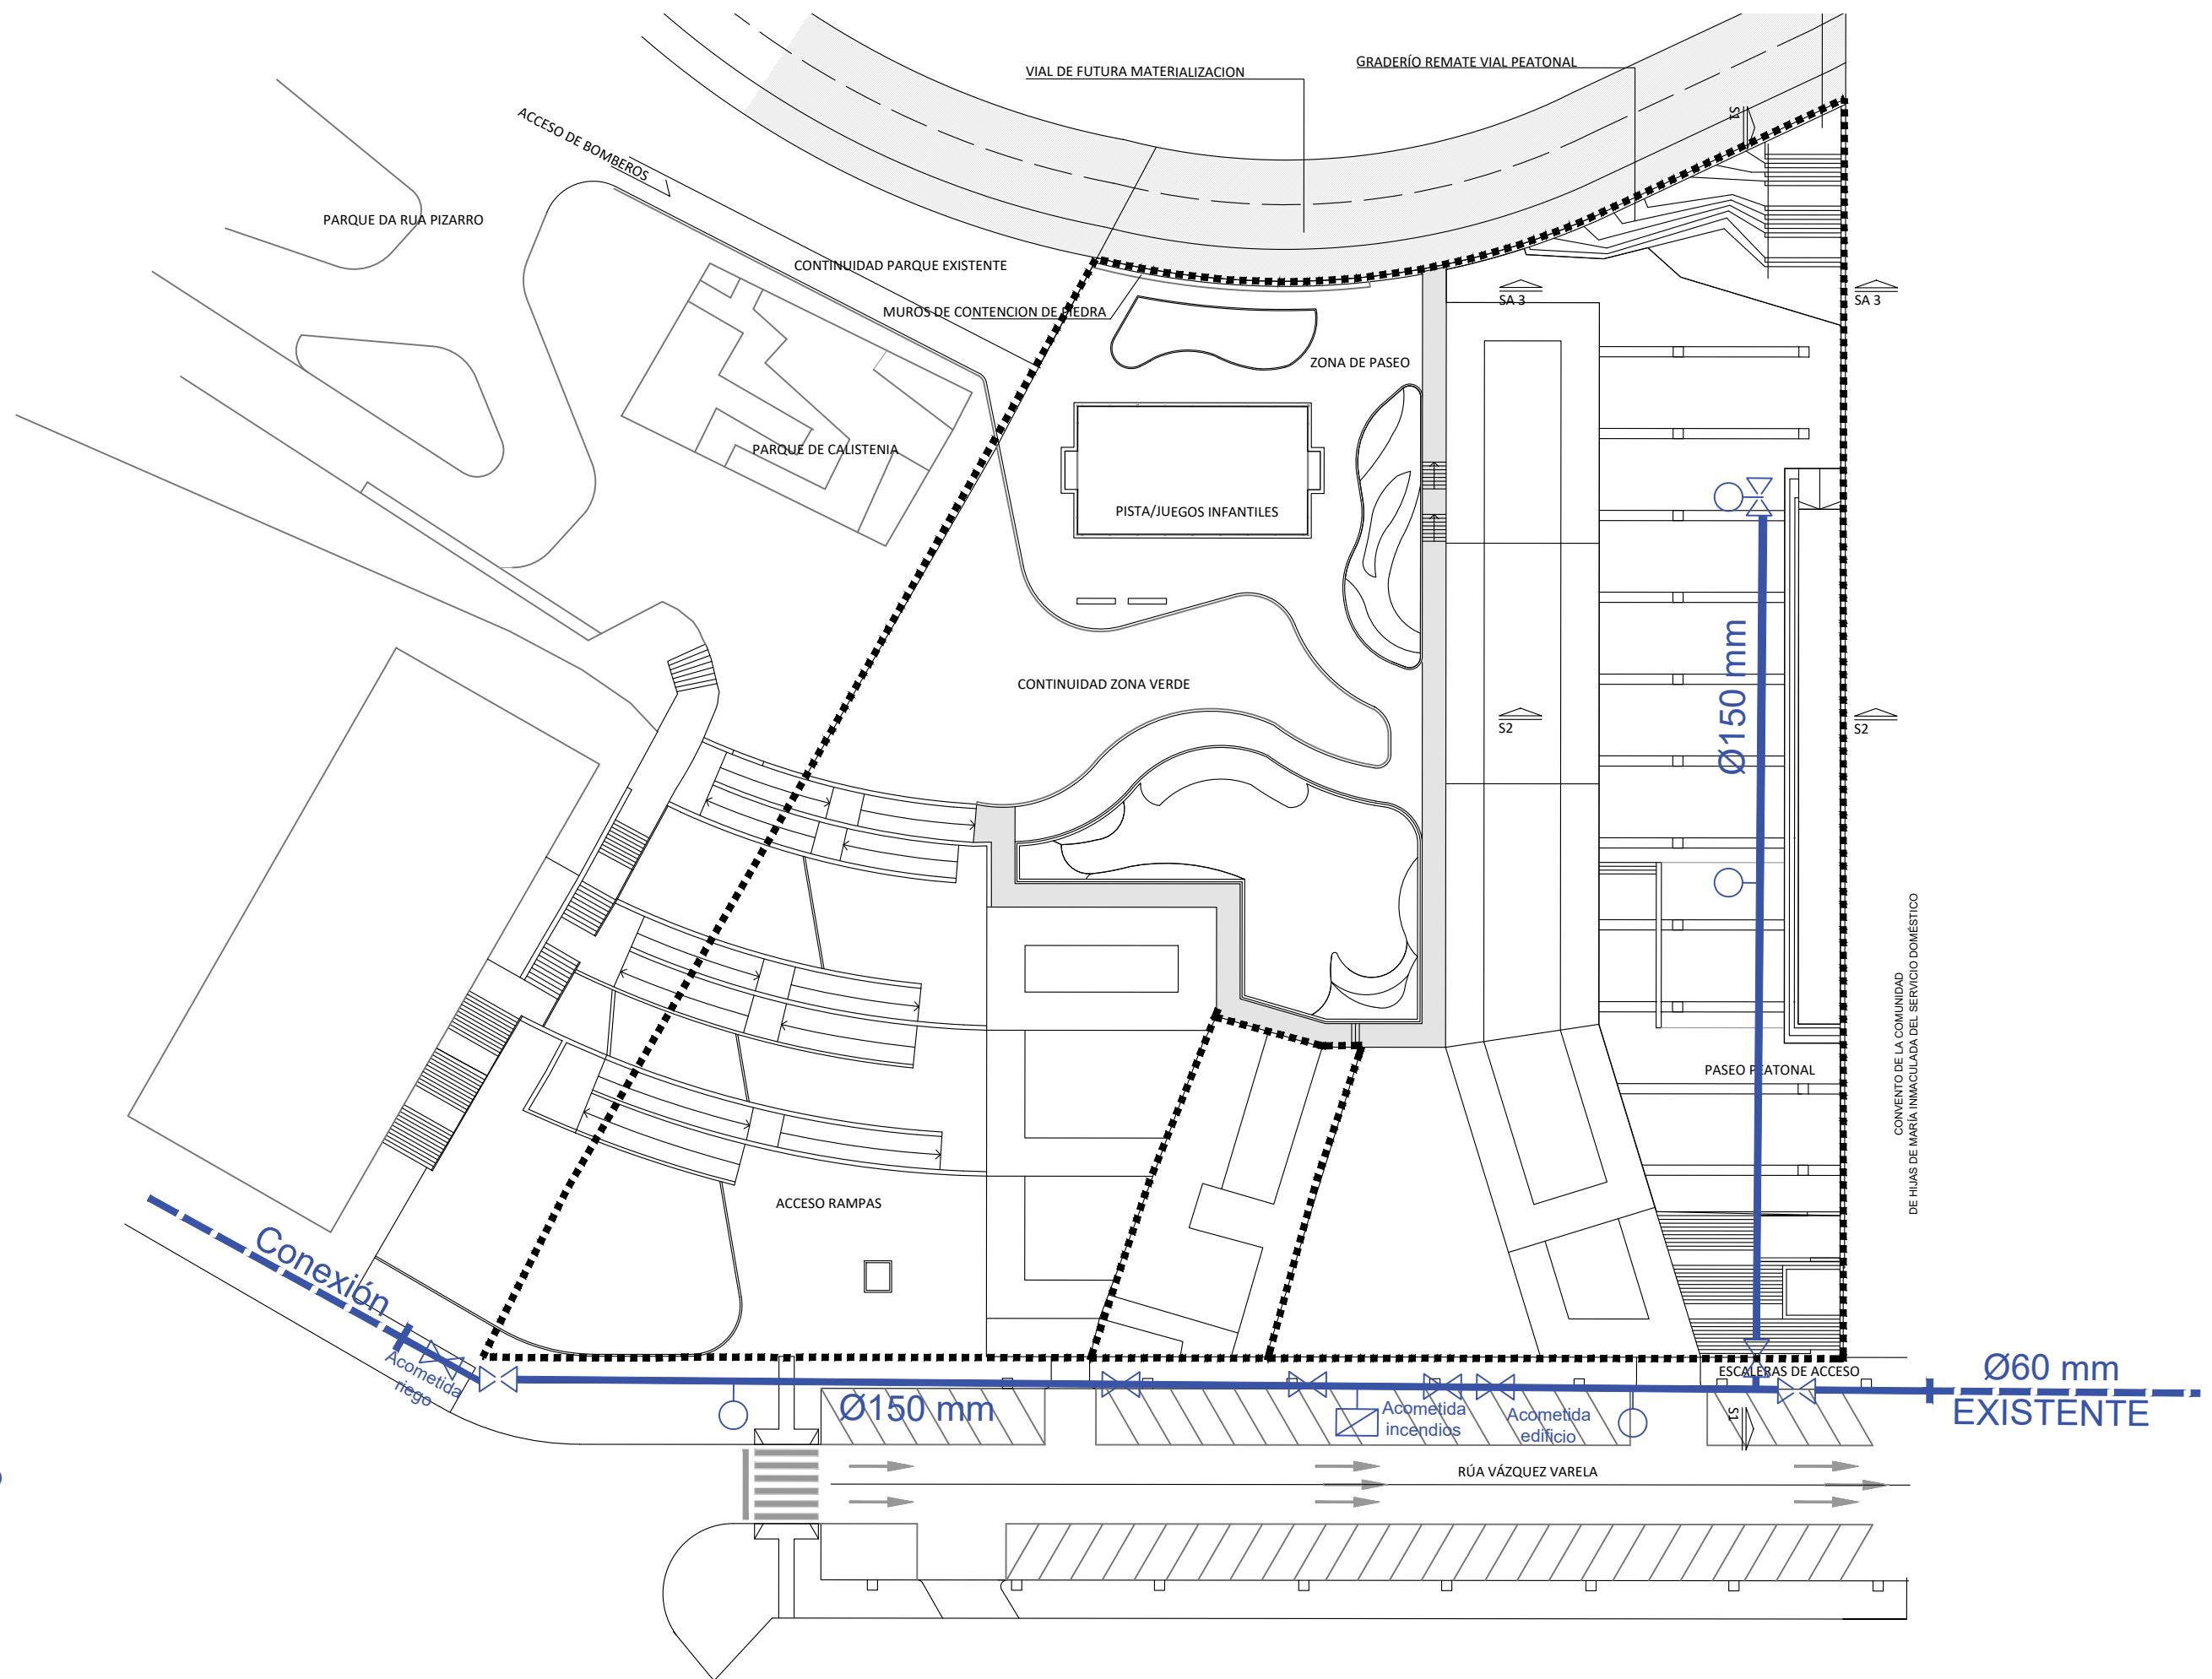 VIAL DE FUTURA MATERIALIZACION
GRADERÍO REMATE VIAL PEATONAL
S1
ACCESO DE BOMBEROS
PARQUE DA RUA PIZARRO
CONTINUIDAD PARQUE EXISTENTE
MUROS DE CONTENCION DE PIEDRA
SA 3
SA 3
ZONA DE PASEO
PARQUE DE CALISTENIA
PISTA/JUEGOS INFANTILES
CONTINUIDAD ZONA VERDE
Ø150 mm
S2
S2
CONVENTO DE LA COMUNIDAD
DE HIJAS DE MARÍA INMACULADA DEL SERVICIO DOMÉSTICO
PASEO PEATONAL
ACCESO RAMPAS
Conexión
Acometida
riego
ESCALERAS DE ACCESO
Ø60 mm
EXISTENTE
Ø150 mm
Acometida
incendios
Acometida
edificio
S1
RÚA VÁZQUEZ VARELA